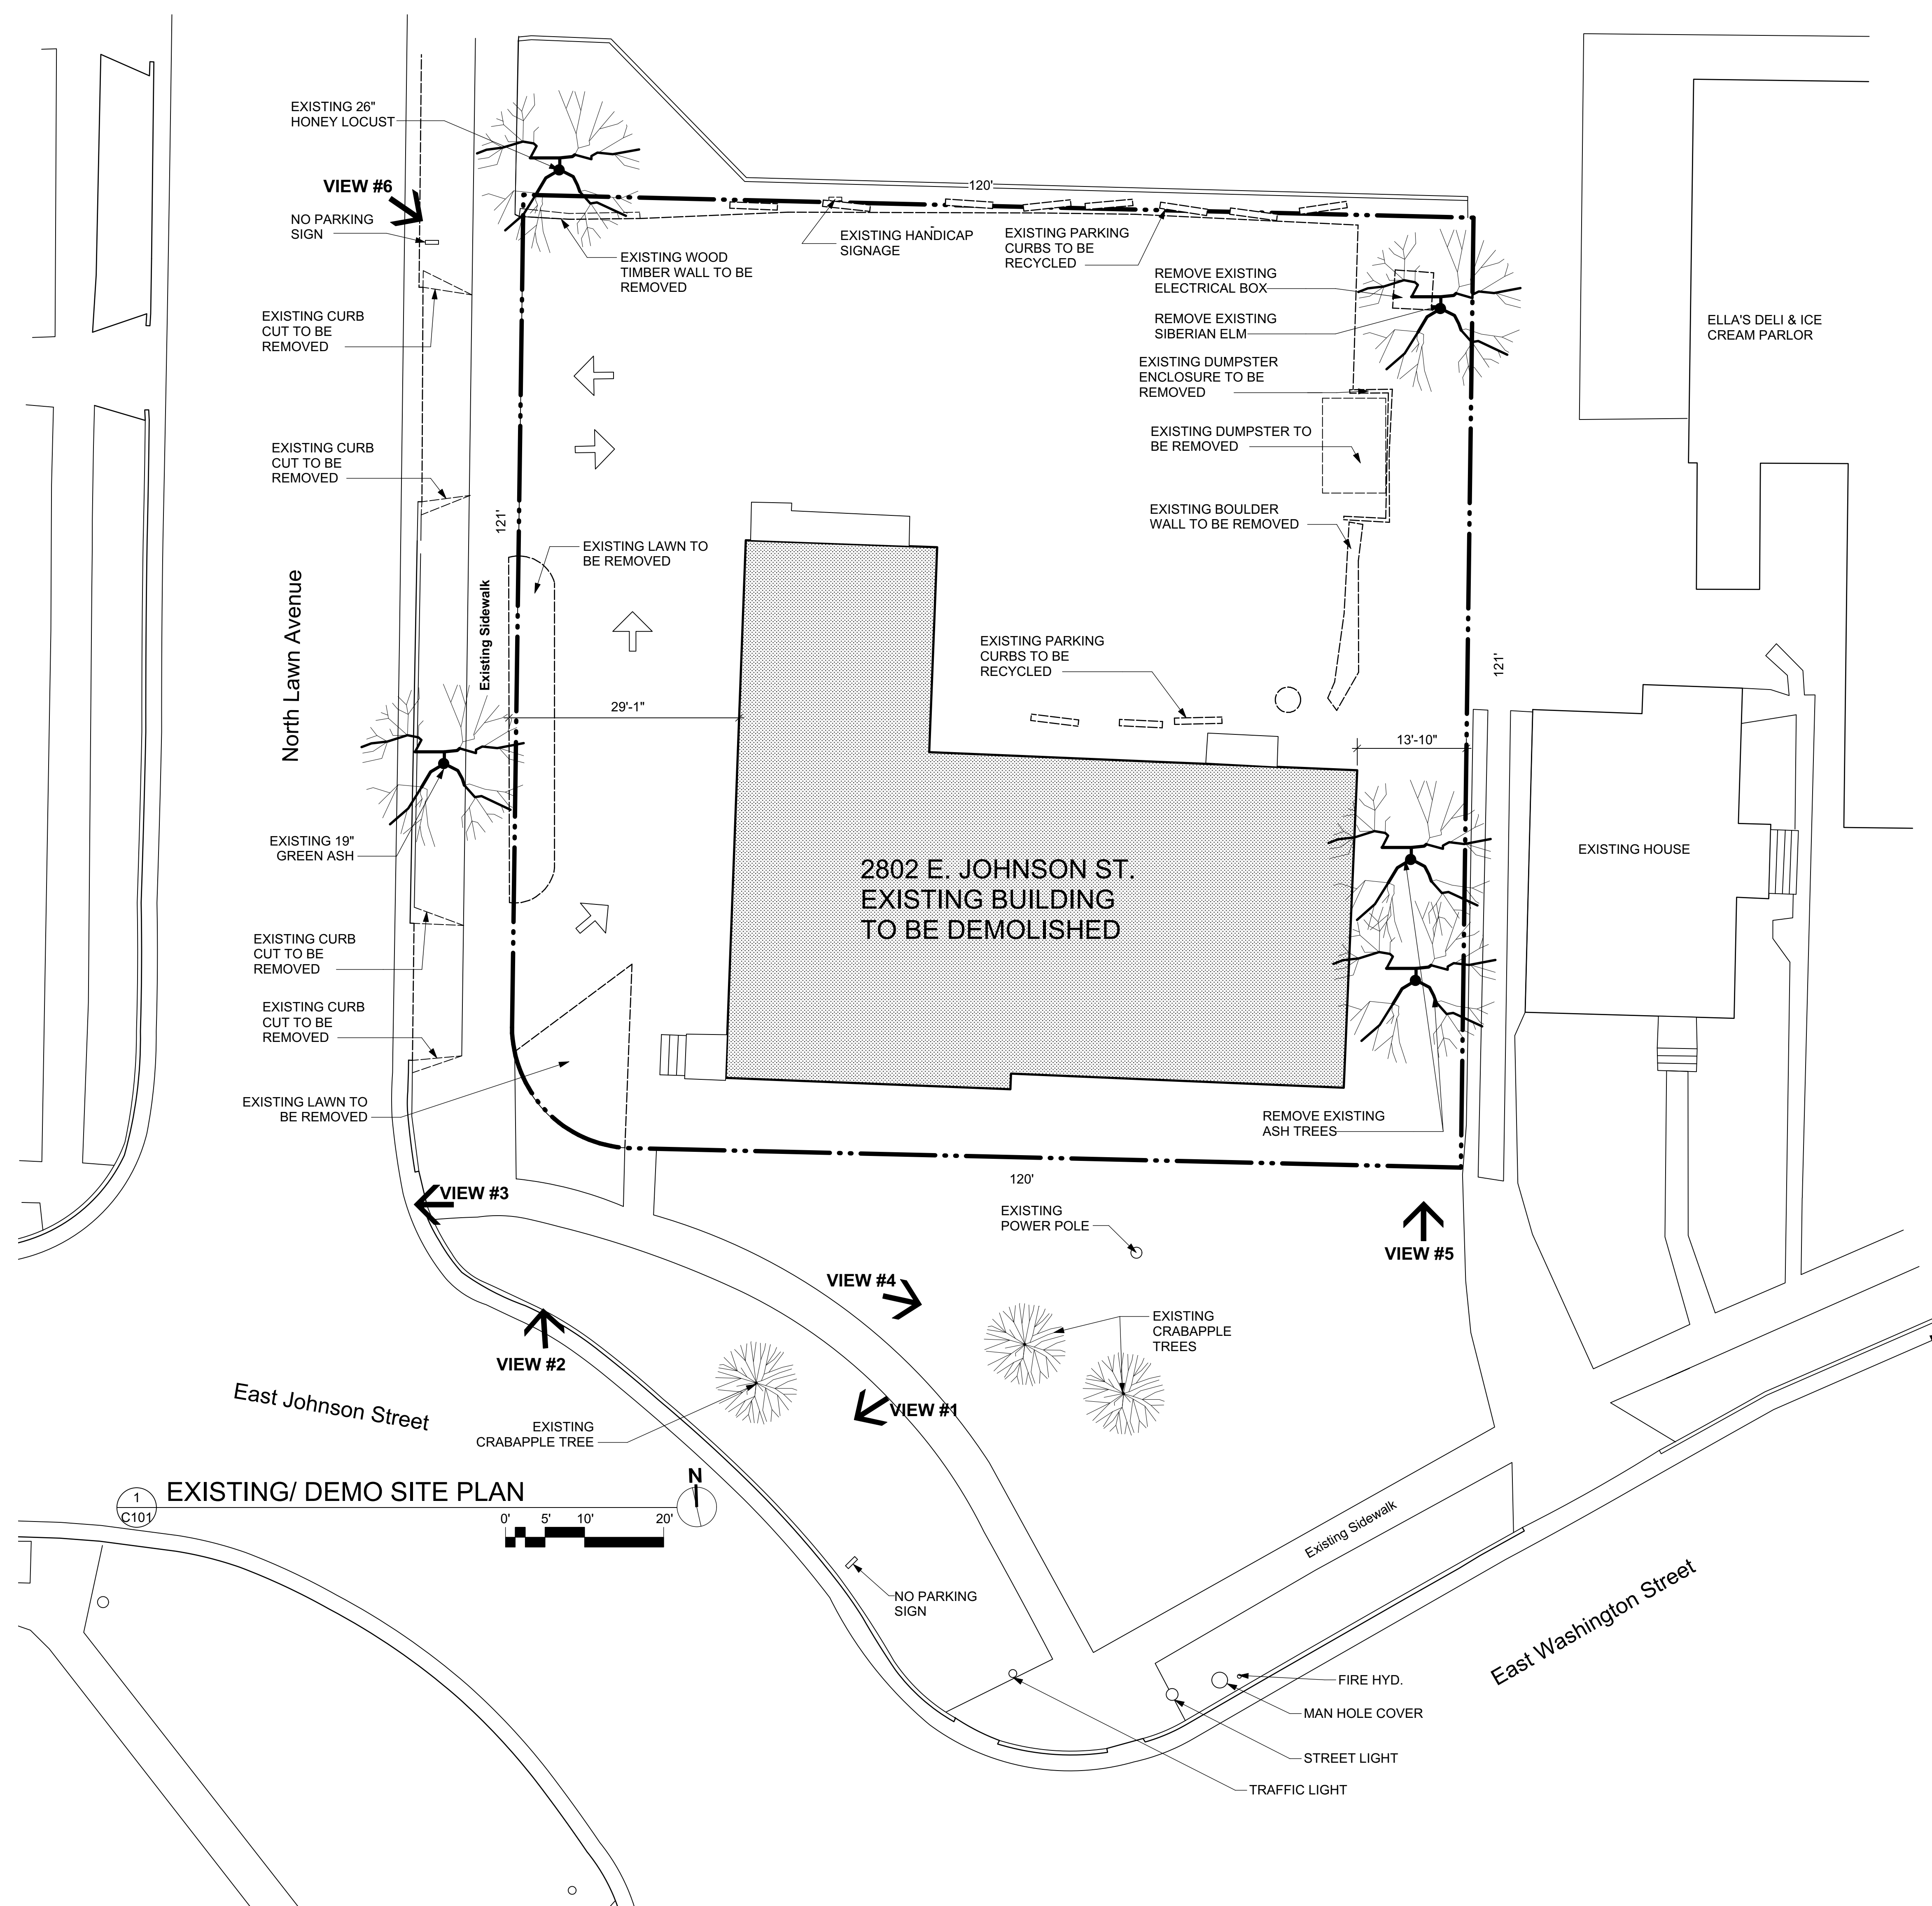 EXISTING 26"
HONEY LOCUST
VIEW #6
NO PARKING
SIGN
120'
EXISTING WOOD
TIMBER WALL TO BE
REMOVED
EXISTING HANDICAP
SIGNAGE
EXISTING PARKING
CURBS TO BE
RECYCLED
REMOVE EXISTING
ELECTRICAL BOX
REMOVE EXISTING
SIBERIAN ELM
EXISTING DUMPSTER
ENCLOSURE TO BE
REMOVED
EXISTING DUMPSTER TO
BE REMOVED
EXISTING BOULDER
WALL TO BE REMOVED
ELLA'S DELI & ICE
CREAM PARLOR
EXISTING CURB
CUT TO BE
REMOVED
EXISTING CURB
CUT TO BE
REMOVED
121'
EXISTING LAWN TO
BE REMOVED
North Lawn Avenue
Existing Sidewalk
29'-1"
EXISTING PARKING
CURBS TO BE
RECYCLED
121'
13'-10"
EXISTING 19"
GREEN ASH
2802 E. JOHNSON ST.
EXISTING BUILDING
TO BE DEMOLISHED
EXISTING HOUSE
EXISTING CURB
CUT TO BE
REMOVED
EXISTING CURB
CUT TO BE
REMOVED
EXISTING LAWN TO
BE REMOVED
REMOVE EXISTING
ASH TREES
120'
VIEW #3
EXISTING
POWER POLE
VIEW #5
VIEW #4
EXISTING
CRABAPPLE
TREES
VIEW #2
VIEW #1
East Johnson Street
EXISTING
CRABAPPLE TREE
1
C101
EXISTING/ DEMO SITE PLAN
N
0' 5' 10' 20'
Existing Sidewalk
NO PARKING
SIGN
East Washington Street
FIRE HYD.
MAN HOLE COVER
STREET LIGHT
TRAFFIC LIGHT